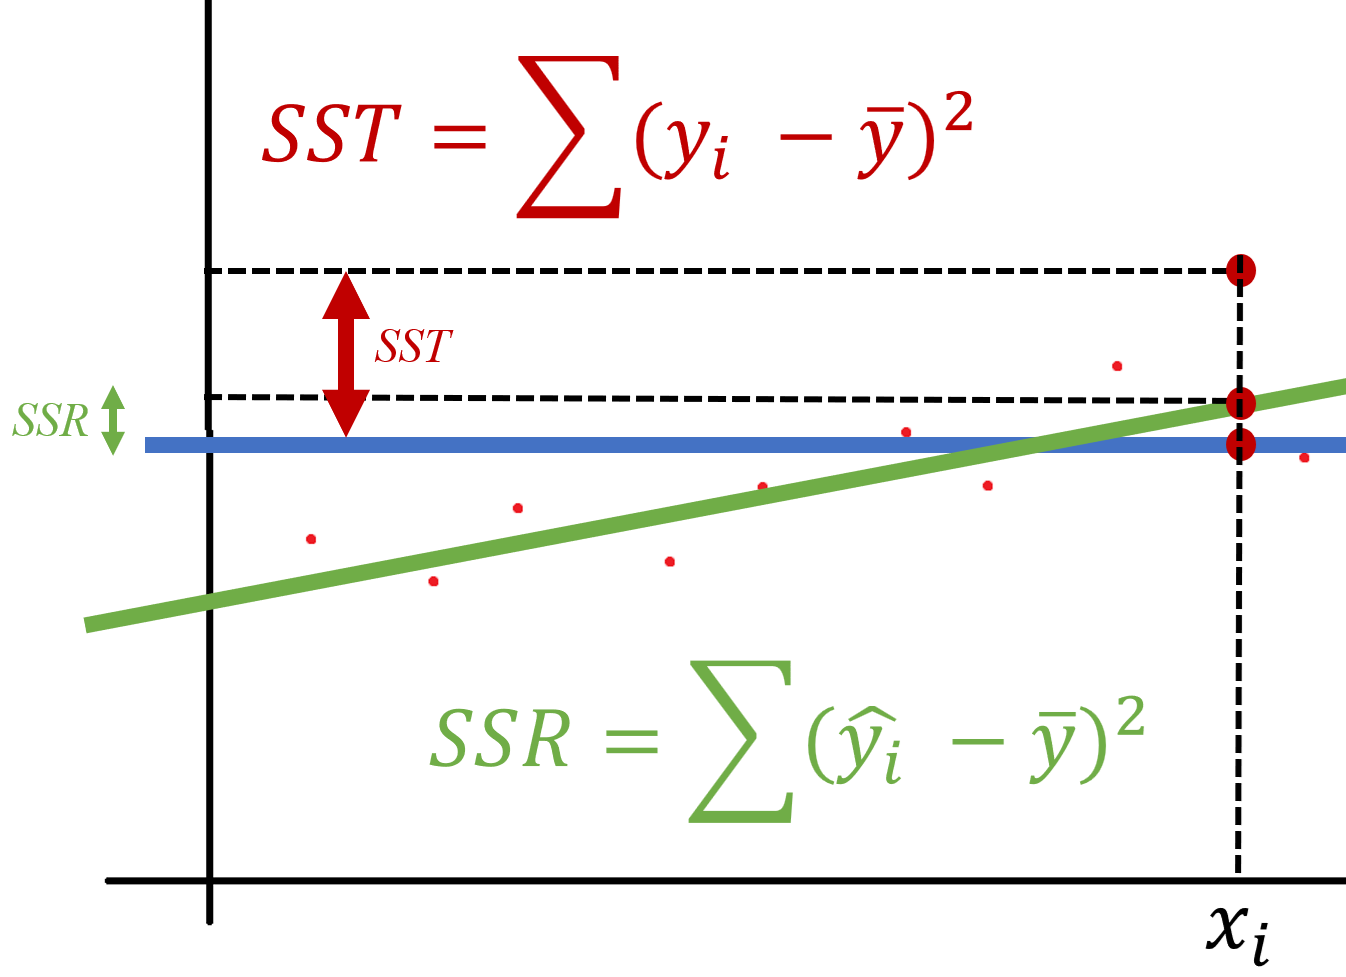 SST = ∑(yᵢ − ȳ)²
SST
SSR
SSR = ∑(ŷᵢ − ȳ)²
xᵢ